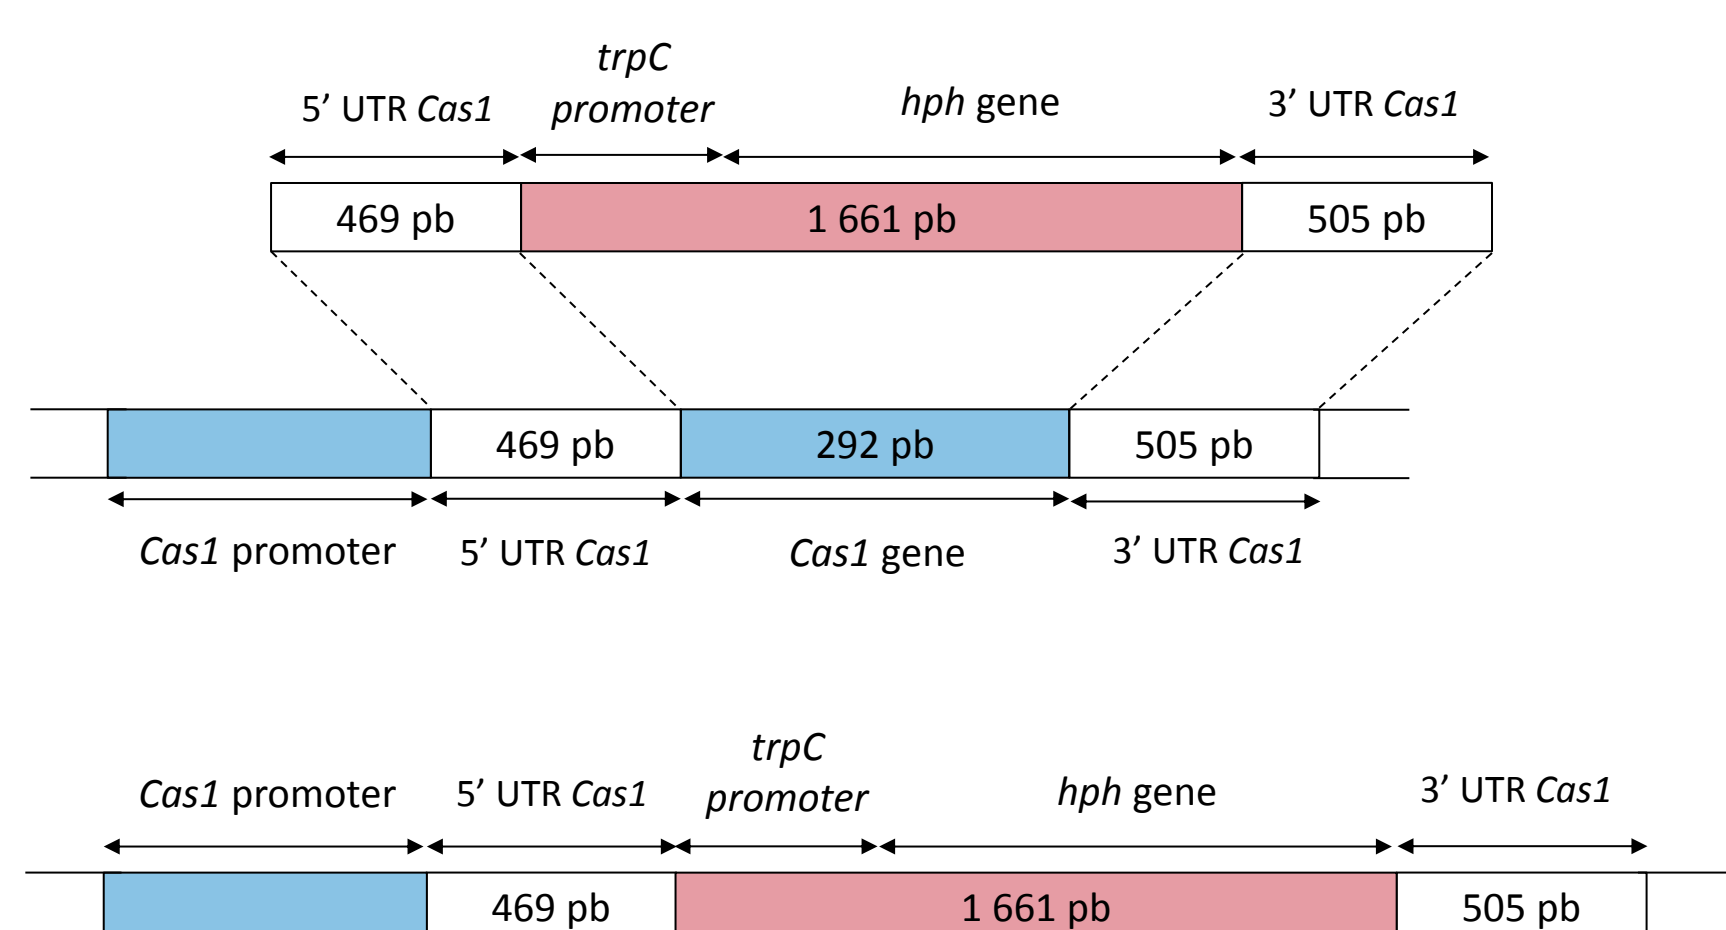 trpC
5’ UTR Cas1 promoter hph gene 3’ UTR Cas1
469 pb 1 661 pb 505 pb
469 pb 292 pb 505 pb
Cas1 promoter 5’ UTR Cas1 Cas1 gene 3’ UTR Cas1
trpC
Cas1 promoter 5’ UTR Cas1 promoter hph gene 3’ UTR Cas1
469 pb 1 661 pb 505 pb